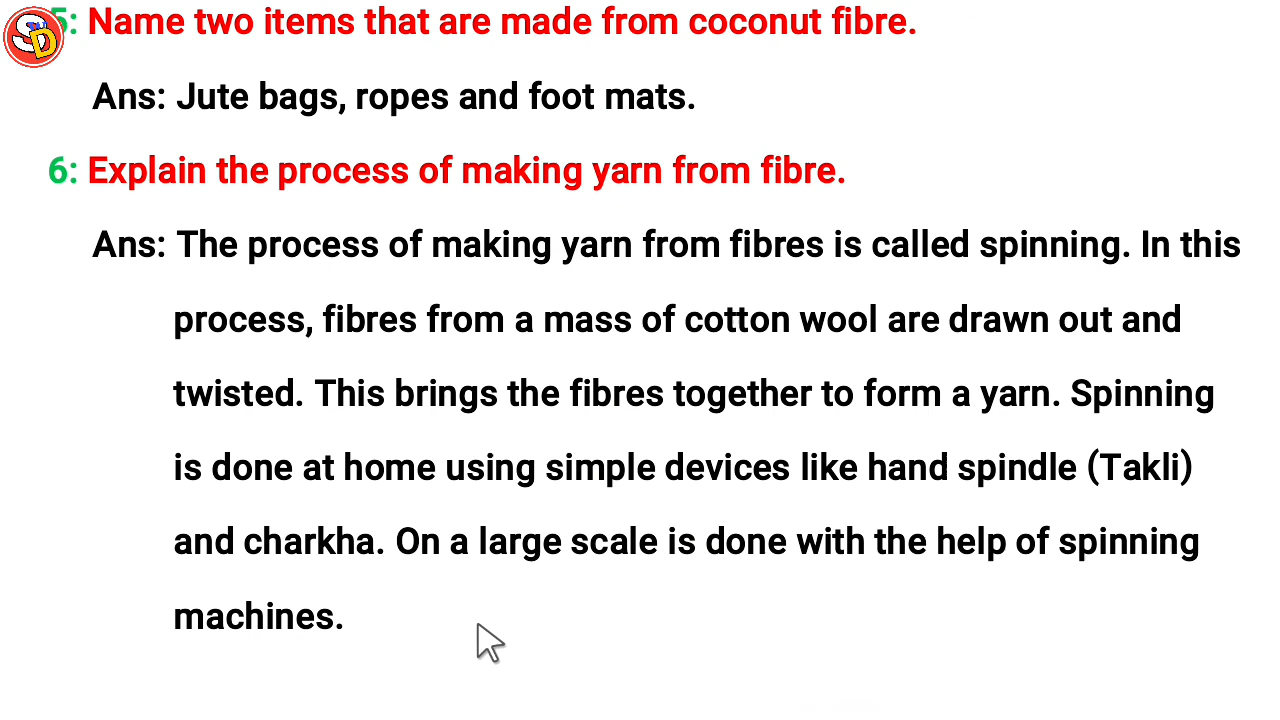 5: Name two items that are made from coconut fibre.
Ans: Jute bags, ropes and foot mats.
6: Explain the process of making yarn from fibre.
Ans: The process of making yarn from fibres is called spinning. In this
process, fibres from a mass of cotton wool are drawn out and
twisted. This brings the fibres together to form a yarn. Spinning
is done at home using simple devices like hand spindle (Takli)
and charkha. On a large scale is done with the help of spinning
machines.